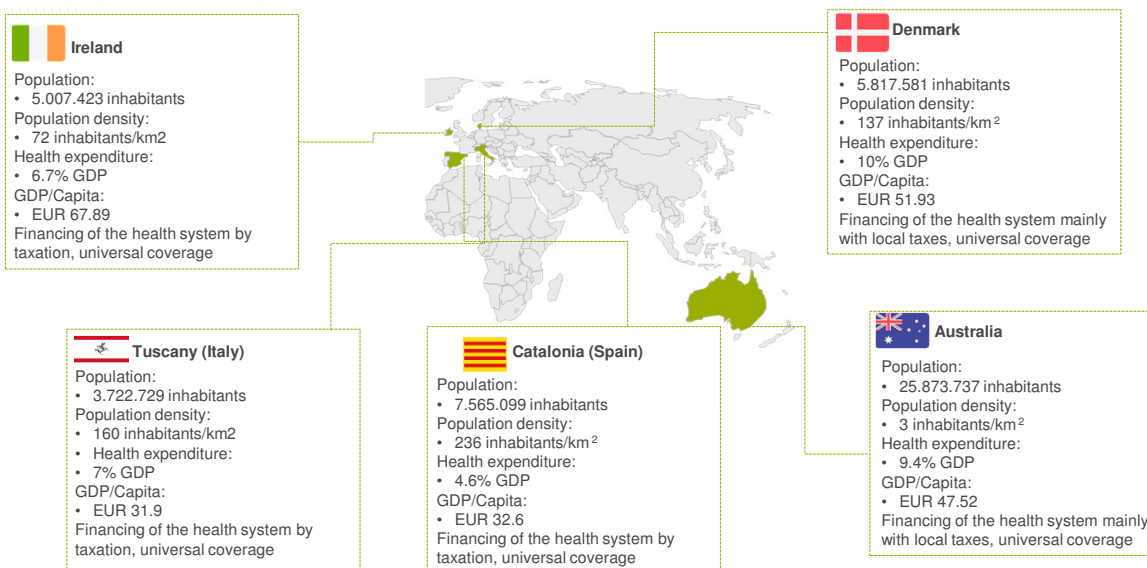 Ireland
Population:
• 5.007.423 inhabitants
Population density:
• 72 inhabitants/km2
Health expenditure:
• 6.7% GDP
GDP/Capita:
• EUR 67.89
Financing of the health system by
taxation, universal coverage
Denmark
Population:
• 5.817.581 inhabitants
Population density:
• 137 inhabitants/km²
Health expenditure:
• 10% GDP
GDP/Capita:
• EUR 51.93
Financing of the health system mainly
with local taxes, universal coverage
Tuscany (Italy)
Population:
• 3.722.729 inhabitants
Population density:
• 160 inhabitants/km2
• Health expenditure:
• 7% GDP
GDP/Capita:
• EUR 31.9
Financing of the health system by
taxation, universal coverage
Catalonia (Spain)
Population:
• 7.565.099 inhabitants
Population density:
• 236 inhabitants/km²
Health expenditure:
• 4.6% GDP
GDP/Capita:
• EUR 32.6
Financing of the health system by
taxation, universal coverage
Australia
Population:
• 25.873.737 inhabitants
Population density:
• 3 inhabitants/km²
Health expenditure:
• 9.4% GDP
GDP/Capita:
• EUR 47.52
Financing of the health system mainly
with local taxes, universal coverage